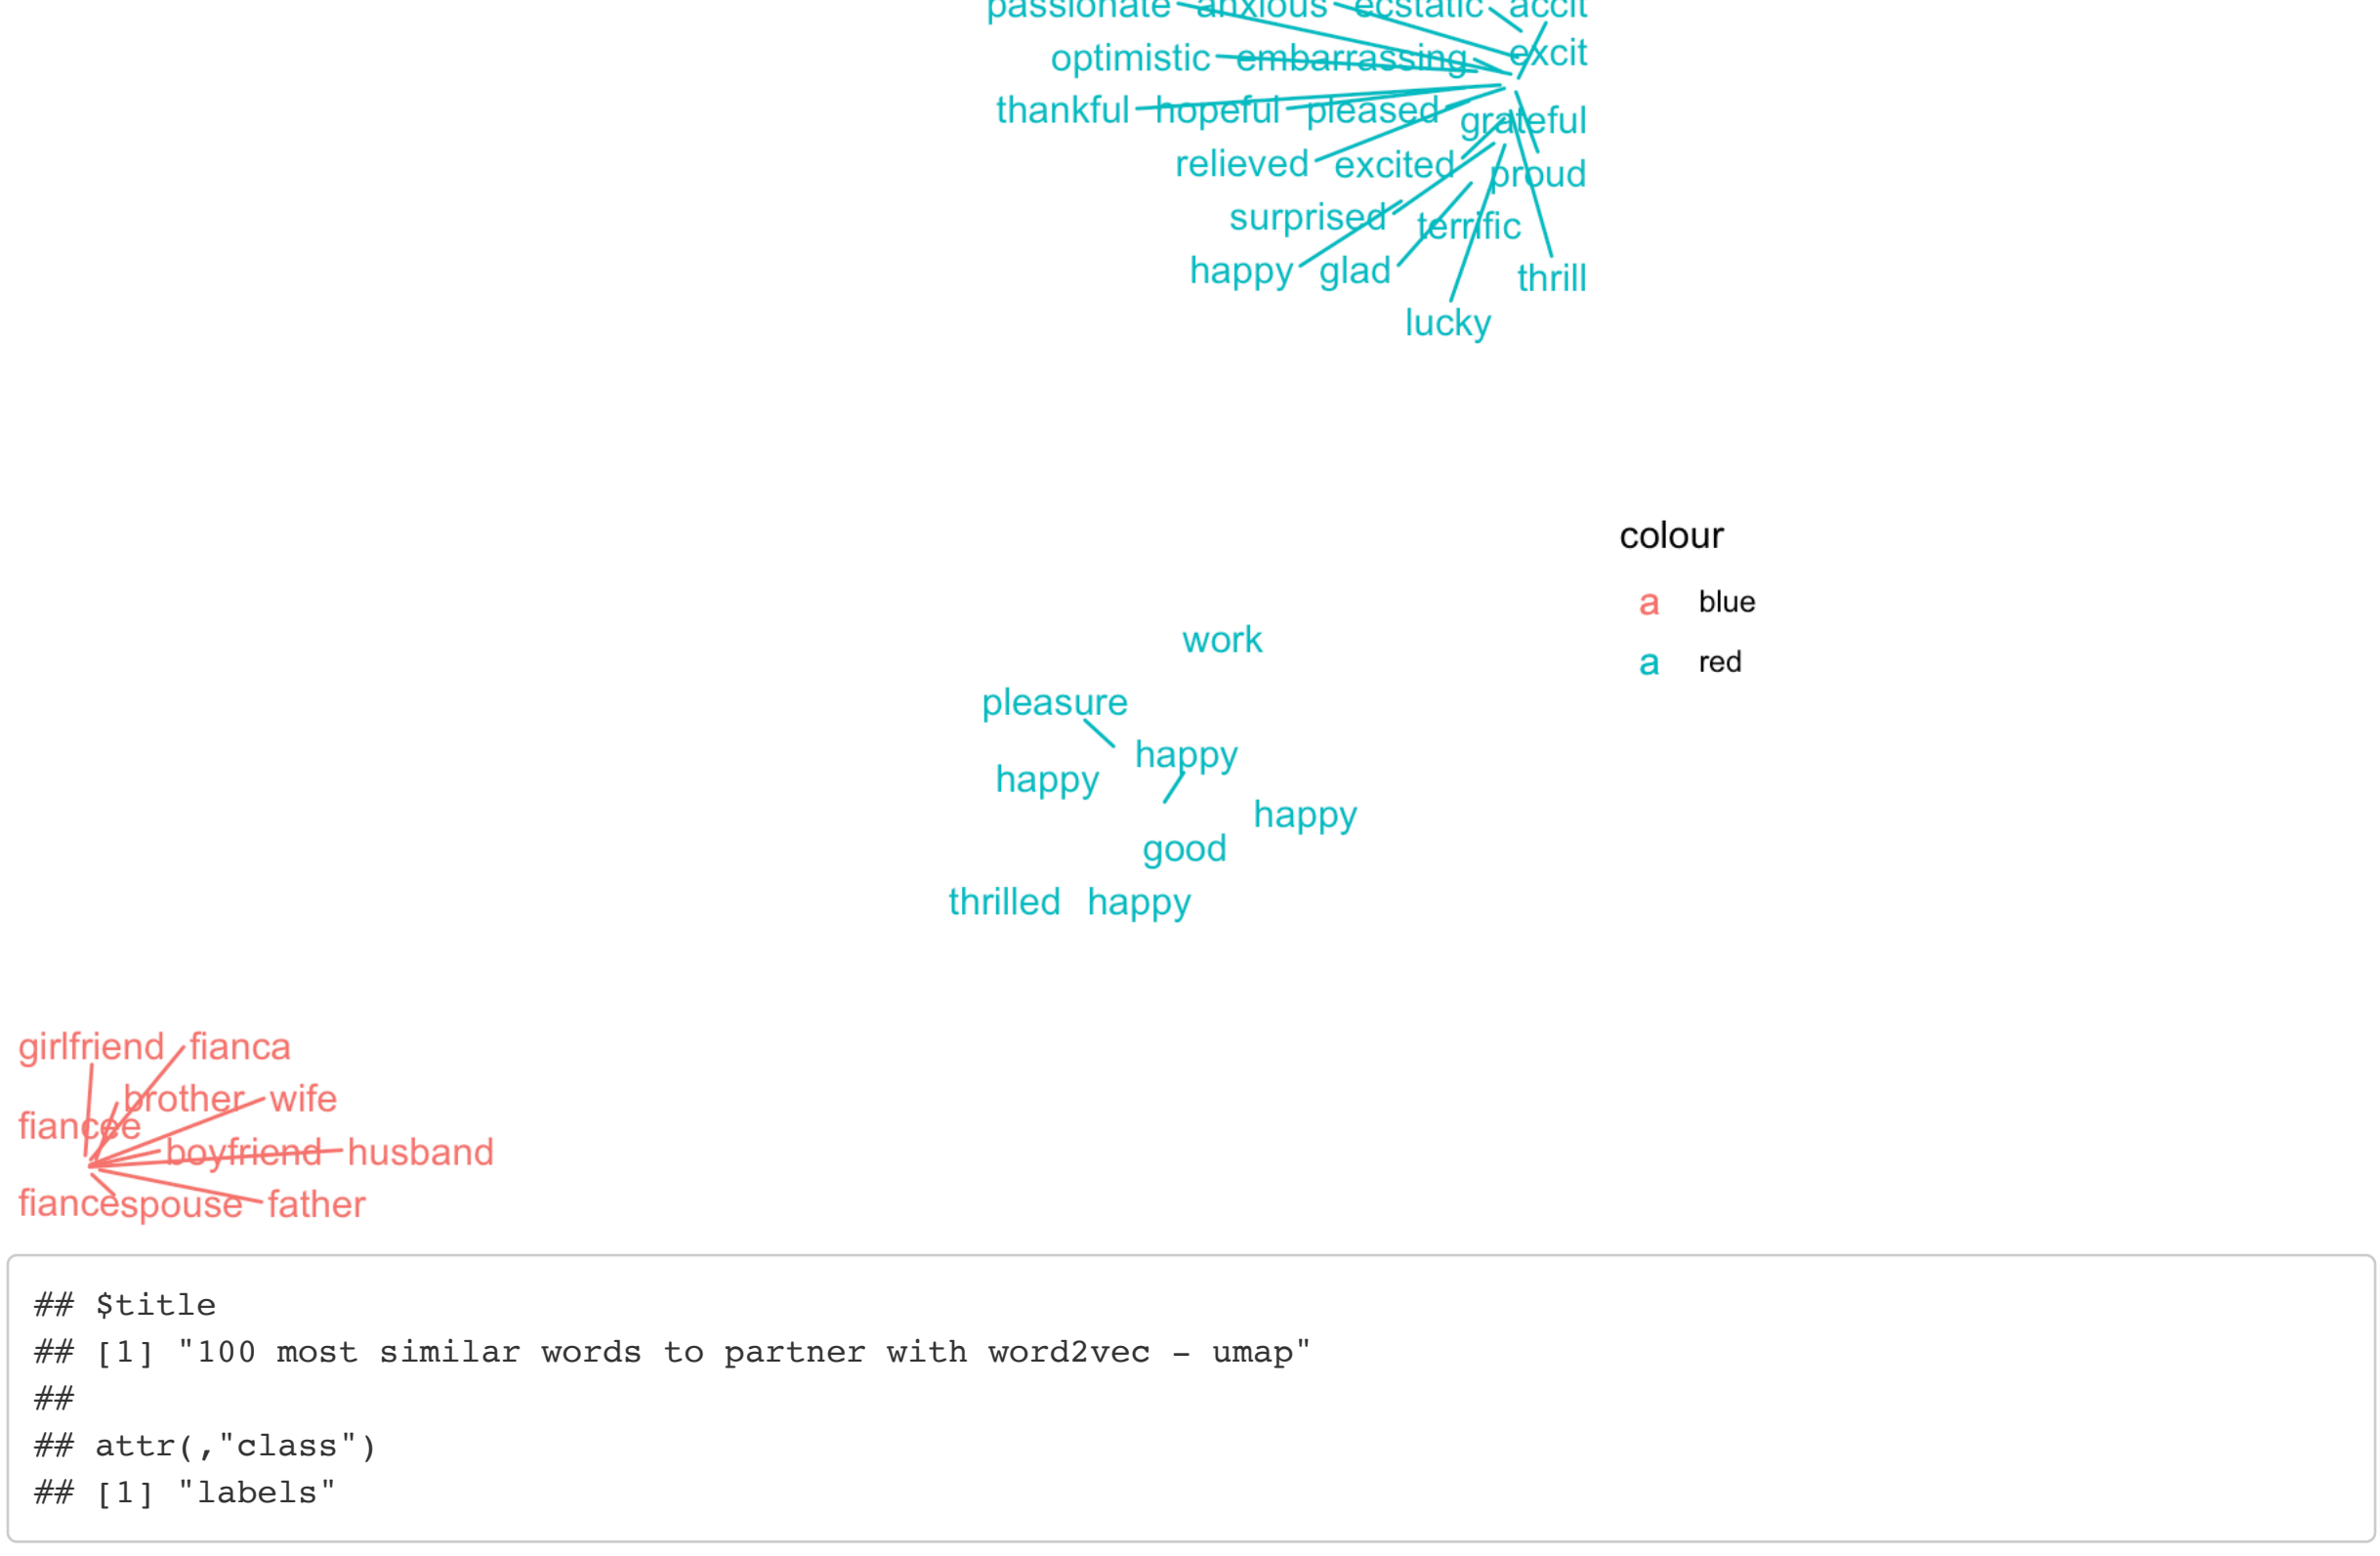 passionate anxious ecstatic accit
optimistic embarrassing excit
thankful hopeful pleased grateful
relieved excited proud
surprised terrific
happy glad thrill
lucky
colour
a blue
work
a red
pleasure
happy
happy
happy
good
thrilled happy
girlfriend fianca
brother wife
fiancee
boyfriend husband
fiance spouse father
## $title
## [1] "100 most similar words to partner with word2vec - umap"
##
## attr(,"class")
## [1] "labels"